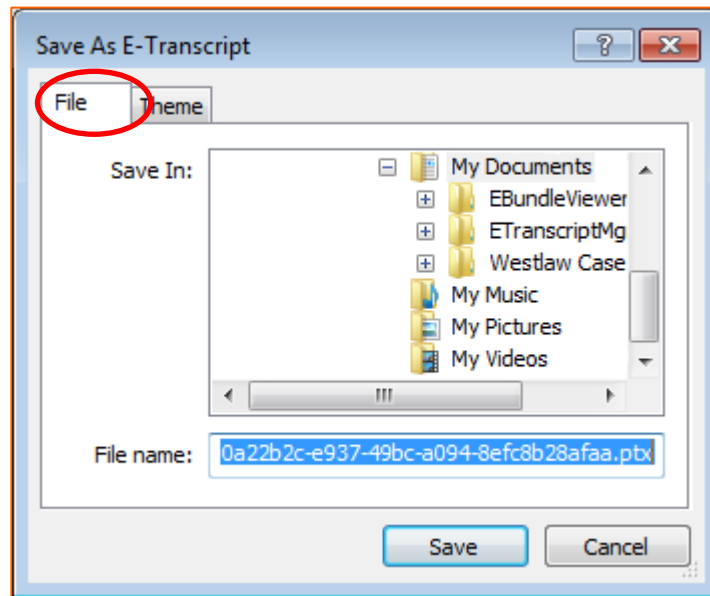 Save As E-Transcript
File Theme
Save In:
My Documents
EBundleViewer
ETranscriptMg
Westlaw Case
My Music
My Pictures
My Videos
File name: 0a22b2c-e937-49bc-a094-8efc8b28afaa.ptx
Save Cancel